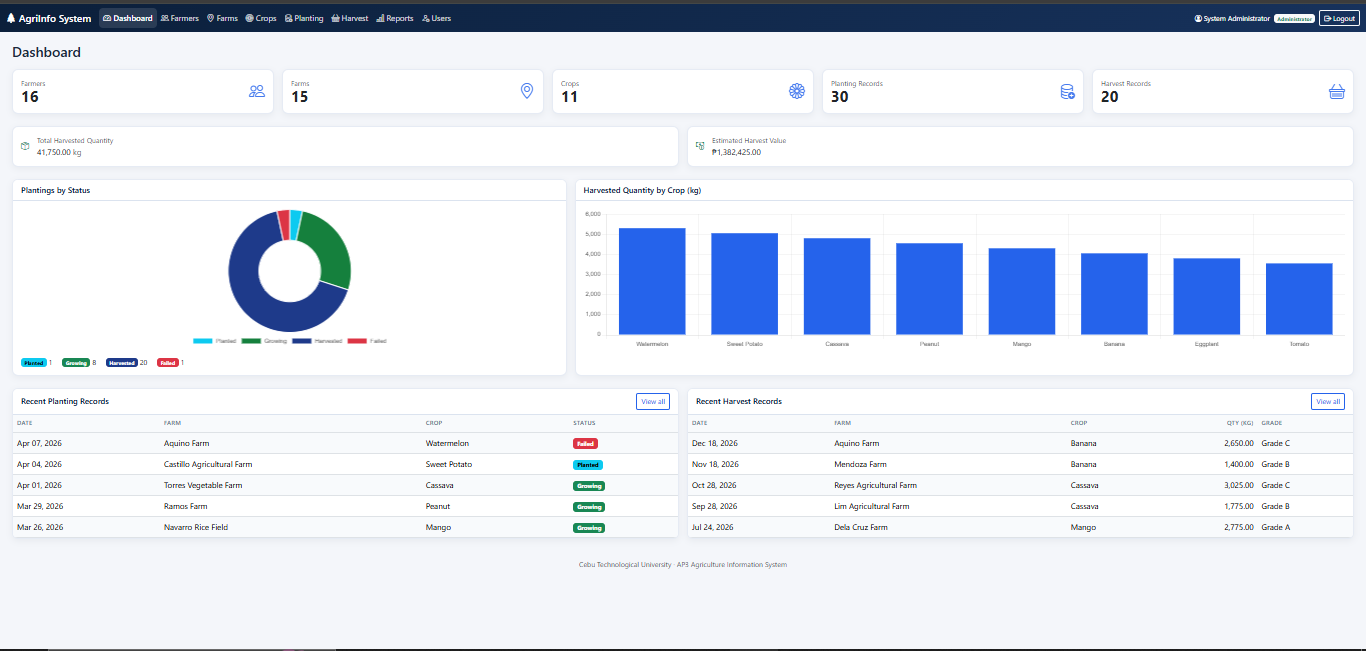 AgriInfo System Dashboard Farmers Farms Crops Planting Harvest Reports Users System Administrator Administrator Logout
Dashboard
Farmers
16
Farms
15
Crops
11
Planting Records
30
Harvest Records
20
Total Harvested Quantity
41,750.00 kg
Estimated Harvest Value
₱1,382,425.00
Plantings by Status
Planted Growing Harvested Failed
Planted 1 Growing 8 Harvested 20 Failed 1
Harvested Quantity by Crop (kg)
6,000
5,000
4,000
3,000
2,000
1,000
0
Watermelon Sweet Potato Cassava Peanut Mango Banana Eggplant Tomato
Recent Planting Records View all
DATE FARM CROP STATUS
Apr 07, 2026 Aquino Farm Watermelon Failed
Apr 04, 2026 Castillo Agricultural Farm Sweet Potato Planted
Apr 01, 2026 Torres Vegetable Farm Cassava Growing
Mar 29, 2026 Ramos Farm Peanut Growing
Mar 26, 2026 Navarro Rice Field Mango Growing
Recent Harvest Records View all
DATE FARM CROP QTY (KG) GRADE
Dec 18, 2026 Aquino Farm Banana 2,650.00 Grade C
Nov 18, 2026 Mendoza Farm Banana 1,400.00 Grade B
Oct 28, 2026 Reyes Agricultural Farm Cassava 3,025.00 Grade C
Sep 28, 2026 Lim Agricultural Farm Cassava 1,775.00 Grade B
Jul 24, 2026 Dela Cruz Farm Mango 2,775.00 Grade A
Cebu Technological University · AP3 Agriculture Information System